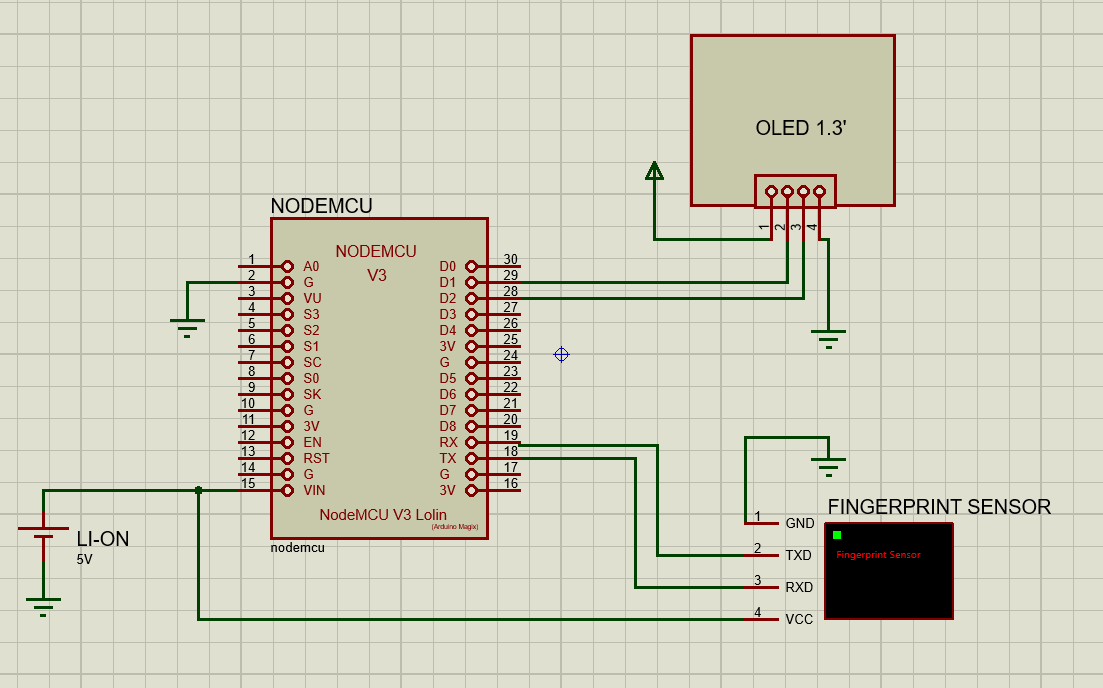 OLED 1.3'
1
2
3
4
NODEMCU
NODEMCU
V3
1 A0
2 G
3 VU
4 S3
5 S2
6 S1
7 SC
8 S0
9 SK
10 G
11 3V
12 EN
13 RST
14 G
15 VIN
D0 30
D1 29
D2 28
D3 27
D4 26
3V 25
G 24
D5 23
D6 22
D7 21
D8 20
RX 19
TX 18
G 17
3V 16
NodeMCU V3 Lolin
(Arduino Magix)
nodemcu
LI-ON
5V
FINGERPRINT SENSOR
Fingerprint Sensor
1 GND
2 TXD
3 RXD
4 VCC